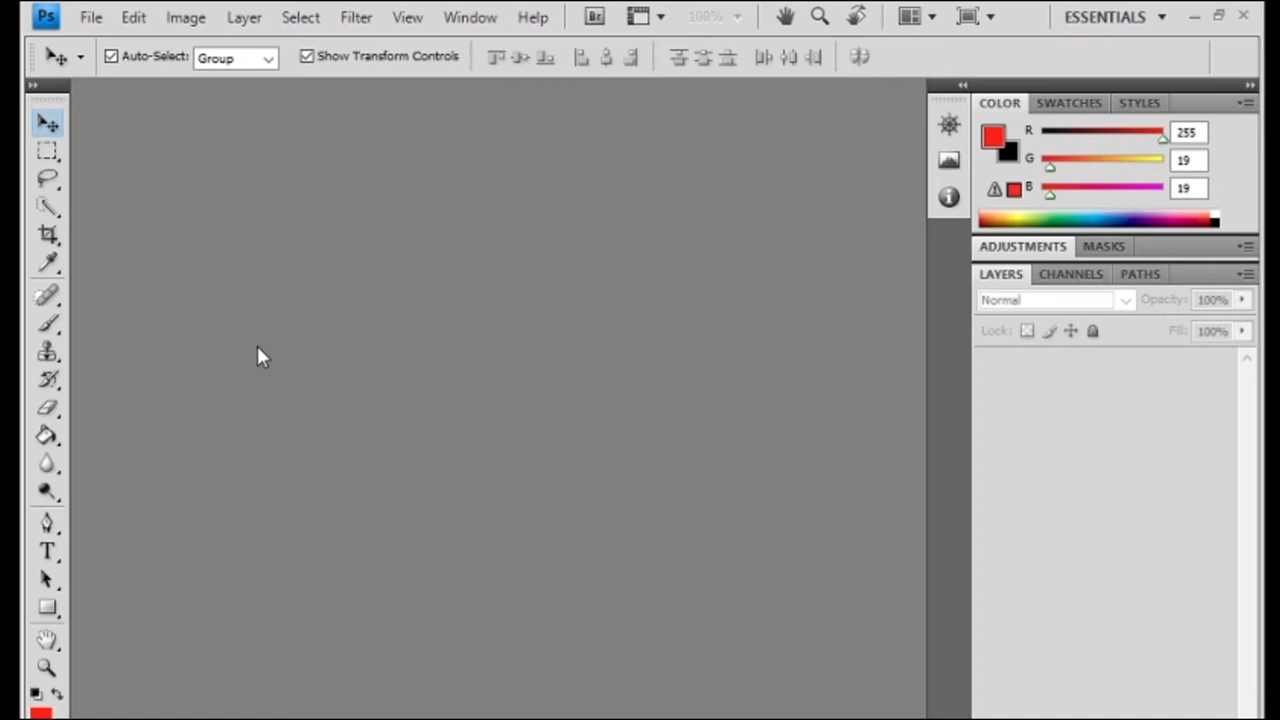 Ps File Edit Image Layer Select Filter View Window Help Br 100% ESSENTIALS
Auto-Select: Group Show Transform Controls
COLOR SWATCHES STYLES
R 255
G 19
B 19
ADJUSTMENTS MASKS
LAYERS CHANNELS PATHS
Normal Opacity: 100%
Lock: Fill: 100%
T